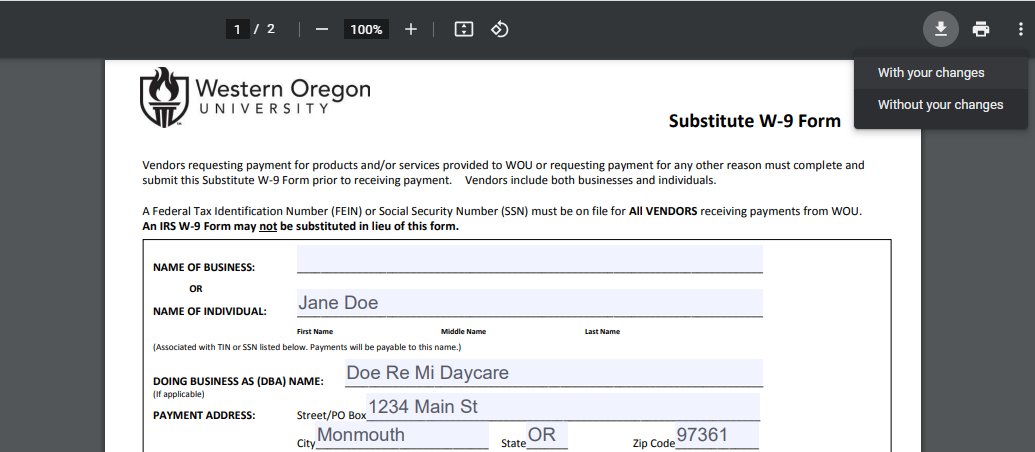 1 / 2 100%
With your changes
Without your changes
Western Oregon
UNIVERSITY
Substitute W-9 Form
Vendors requesting payment for products and/or services provided to WOU or requesting payment for any other reason must complete and
submit this Substitute W-9 Form prior to receiving payment. Vendors include both businesses and individuals.
A Federal Tax Identification Number (FEIN) or Social Security Number (SSN) must be on file for All VENDORS receiving payments from WOU.
An IRS W-9 Form may not be substituted in lieu of this form.
NAME OF BUSINESS:
OR
NAME OF INDIVIDUAL: Jane Doe
First Name Middle Name Last Name
(Associated with TIN or SSN listed below. Payments will be payable to this name.)
DOING BUSINESS AS (DBA) NAME: Doe Re Mi Daycare
(If applicable)
PAYMENT ADDRESS: Street/PO Box 1234 Main St
City Monmouth State OR Zip Code 97361